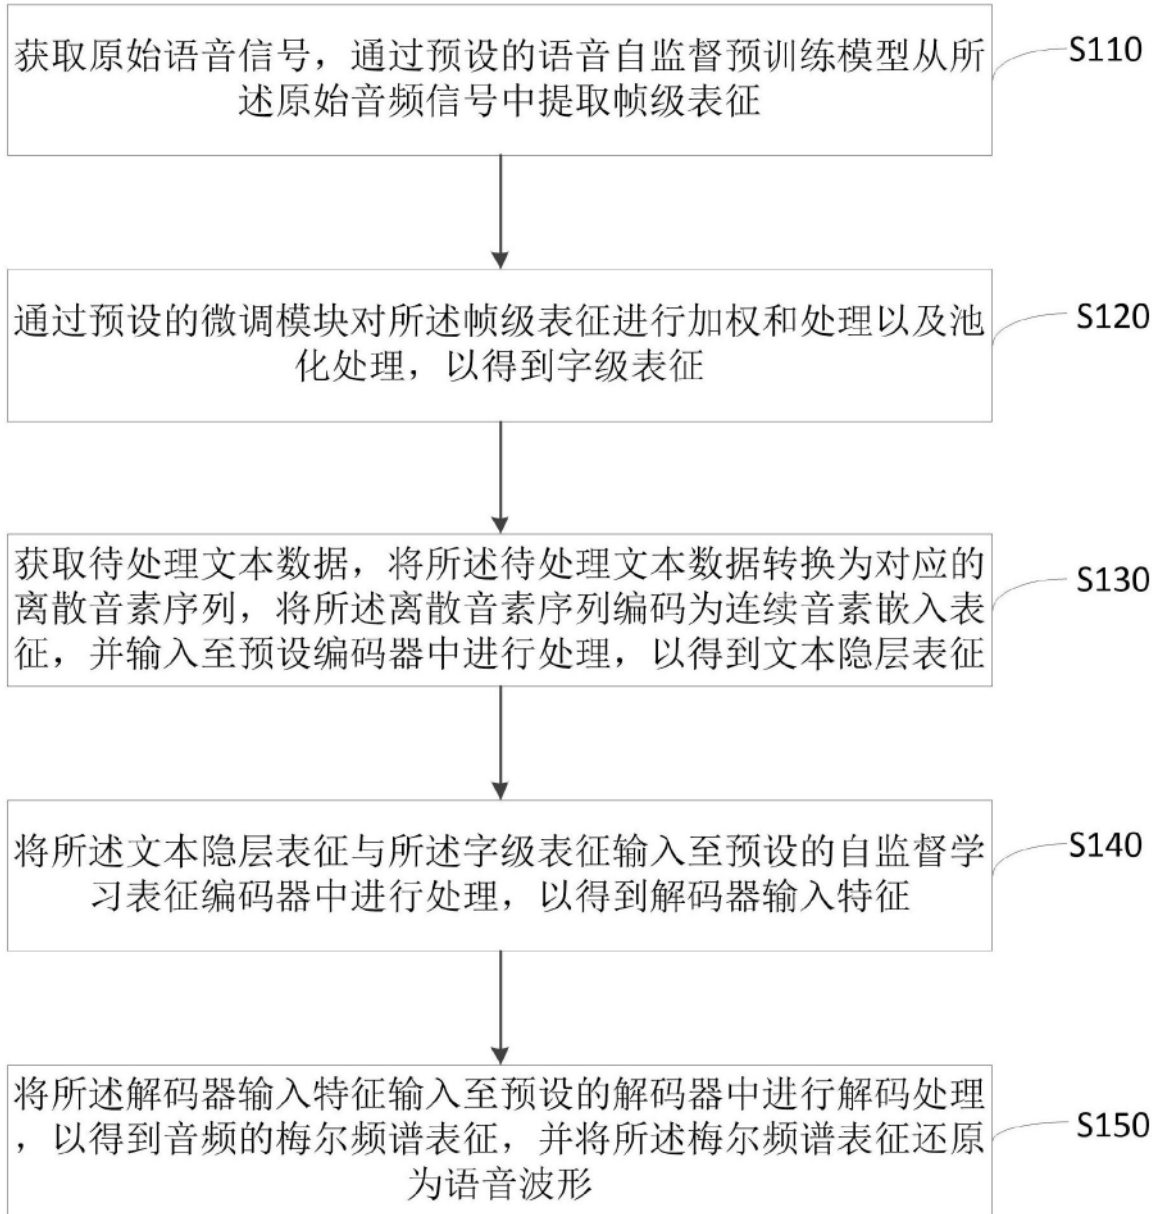 获取原始语音信号，通过预设的语音自监督预训练模型从所
述原始音频信号中提取帧级表征
S110
通过预设的微调模块对所述帧级表征进行加权和处理以及池
化处理，以得到字级表征
S120
获取待处理文本数据，将所述待处理文本数据转换为对应的
离散音素序列，将所述离散音素序列编码为连续音素嵌入表
征，并输入至预设编码器中进行处理，以得到文本隐层表征
S130
将所述文本隐层表征与所述字级表征输入至预设的自监督学
习表征编码器中进行处理，以得到解码器输入特征
S140
将所述解码器输入特征输入至预设的解码器中进行解码处理
，以得到音频的梅尔频谱表征，并将所述梅尔频谱表征还原
为语音波形
S150